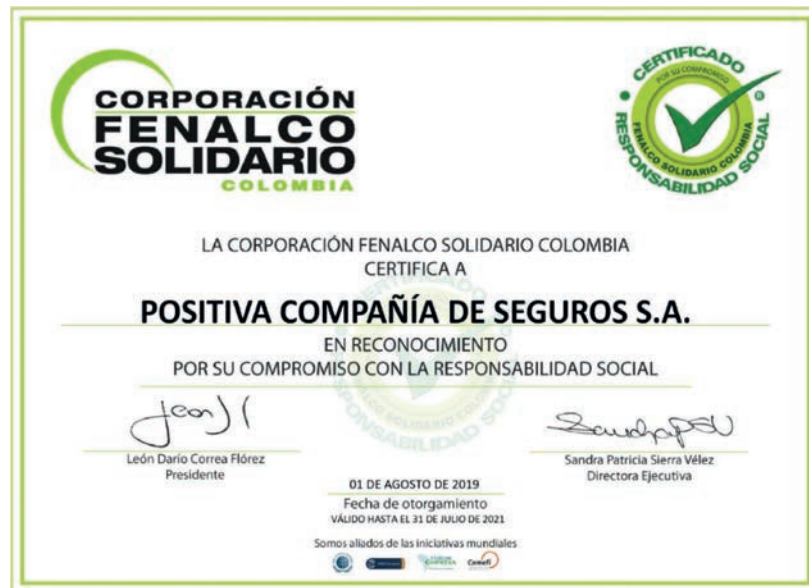 CORPORACIÓN
FENALCO
SOLIDARIO
COLOMBIA
CERTIFICADO
POR SU COMPROMISO
FENALCO SOLIDARIO COLOMBIA
RESPONSABILIDAD SOCIAL
®
LA CORPORACIÓN FENALCO SOLIDARIO COLOMBIA
CERTIFICA A
POSITIVA COMPAÑÍA DE SEGUROS S.A.
EN RECONOCIMIENTO
POR SU COMPROMISO CON LA RESPONSABILIDAD SOCIAL
León Darío Correa Flórez
Presidente
Sandra Patricia Sierra Vélez
Directora Ejecutiva
01 DE AGOSTO DE 2019
Fecha de otorgamiento
VÁLIDO HASTA EL 31 DE JULIO DE 2021
Somos aliados de las iniciativas mundiales
Cemefi